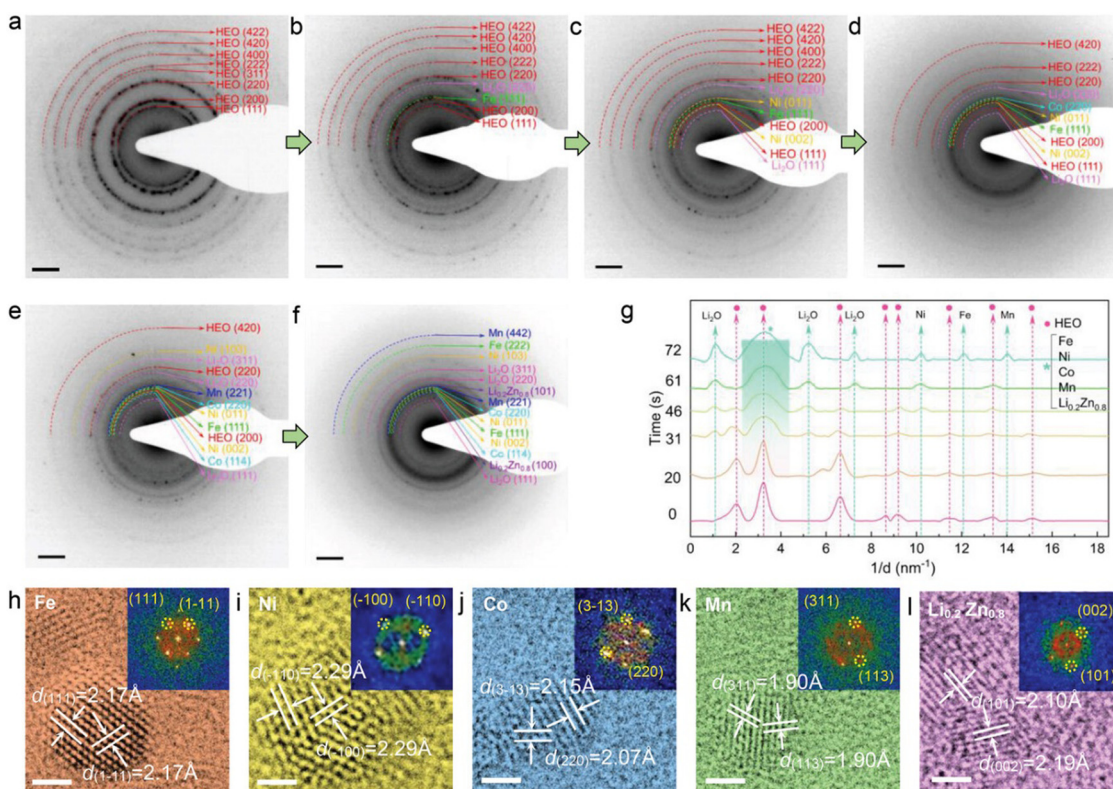 a
HEO (422)
HEO (420)
HEO (400)
HEO (222)
HEO (311)
HEO (220)
HEO (200)
HEO (111)
b
HEO (422)
HEO (420)
HEO (400)
HEO (222)
HEO (220)
HEO (200)
HEO (111)
c
HEO (422)
HEO (420)
HEO (400)
HEO (222)
HEO (220)
Ni (011)
HEO (200)
Ni (002)
HEO (111)
Li₂O (111)
d
HEO (420)
HEO (222)
HEO (220)
Ni (011)
Fe (111)
HEO (200)
Ni (002)
HEO (111)
Li₂O (111)
e
HEO (420)
Li₂O (311)
HEO (220)
Li₂O (220)
Mn (221)
Co (220)
Ni (011)
Fe (111)
HEO (200)
Ni (002)
Co (114)
Li₂O (111)
f
Mn (442)
Fe (222)
Ni (103)
Li₂O (311)
Li₂O (220)
Li₀.₂Zn₀.₈(101)
Mn (221)
Co (220)
Ni (011)
Fe (111)
Ni (002)
Co (114)
Li₀.₂Zn₀.₈(100)
Li₂O (111)
g
Li₂O Li₂O Li₂O Ni Fe Mn
HEO
Fe
Ni
* Co
Mn
Li₀.₂Zn₀.₈
*
72
61
46
31
20
0
Time (s)
0 2 4 6 8 10 12 14 16 18
1/d (nm⁻¹)
h Fe
(111) (1-11)
d(111)=2.17Å
d(1-11)=2.17Å
i Ni
(-100) (-110)
d(-110)=2.29Å
d(-100)=2.29Å
j Co
(3-13)
(220)
d(3-13)=2.15Å
d(220)=2.07Å
k Mn
(311)
(113)
d(311)=1.90Å
d(113)=1.90Å
l Li₀.₂ Zn₀.₈
(002)
(101)
d(101)=2.10Å
d(002)=2.19Å